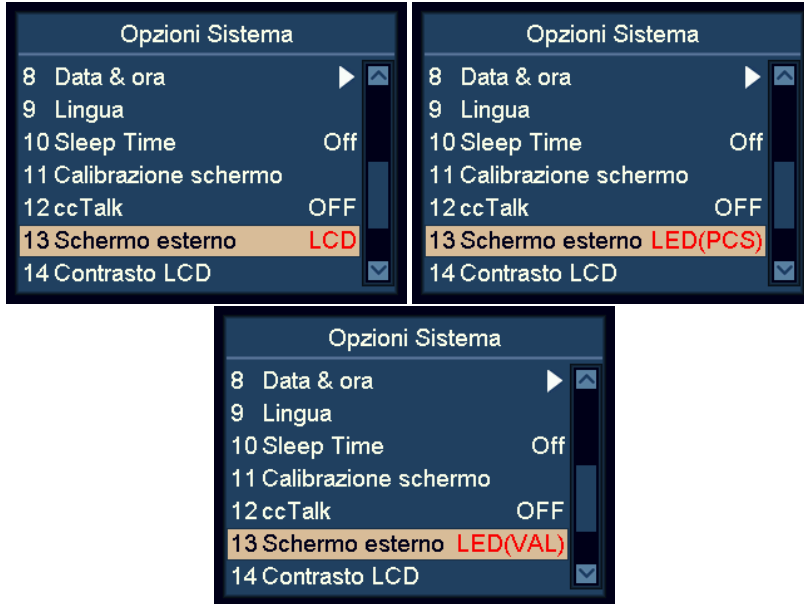 Opzioni Sistema
8 Data & ora
9 Lingua
10 Sleep Time Off
11 Calibrazione schermo
12 ccTalk OFF
13 Schermo esterno LCD
14 Contrasto LCD
Opzioni Sistema
8 Data & ora
9 Lingua
10 Sleep Time Off
11 Calibrazione schermo
12 ccTalk OFF
13 Schermo esterno LED(PCS)
14 Contrasto LCD
Opzioni Sistema
8 Data & ora
9 Lingua
10 Sleep Time Off
11 Calibrazione schermo
12 ccTalk OFF
13 Schermo esterno LED(VAL)
14 Contrasto LCD